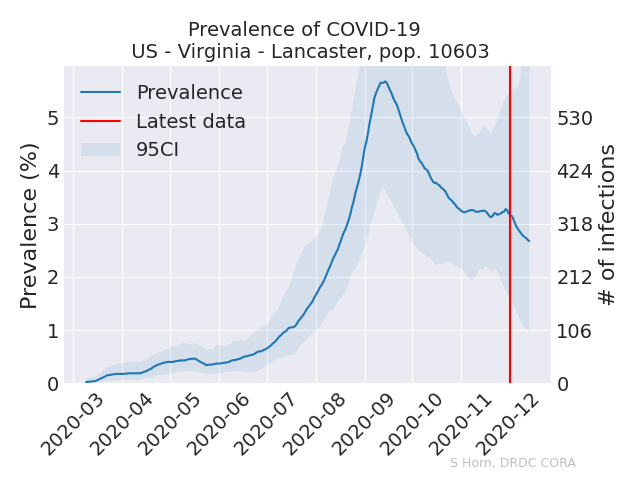 Prevalence of COVID-19
US - Virginia - Lancaster, pop. 10603
Prevalence
Latest data
95CI
Prevalence (%)
5
4
3
2
1
0
530
424
318
212
106
0
# of infections
2020-03
2020-04
2020-05
2020-06
2020-07
2020-08
2020-09
2020-10
2020-11
2020-12
S Horn, DRDC CORA